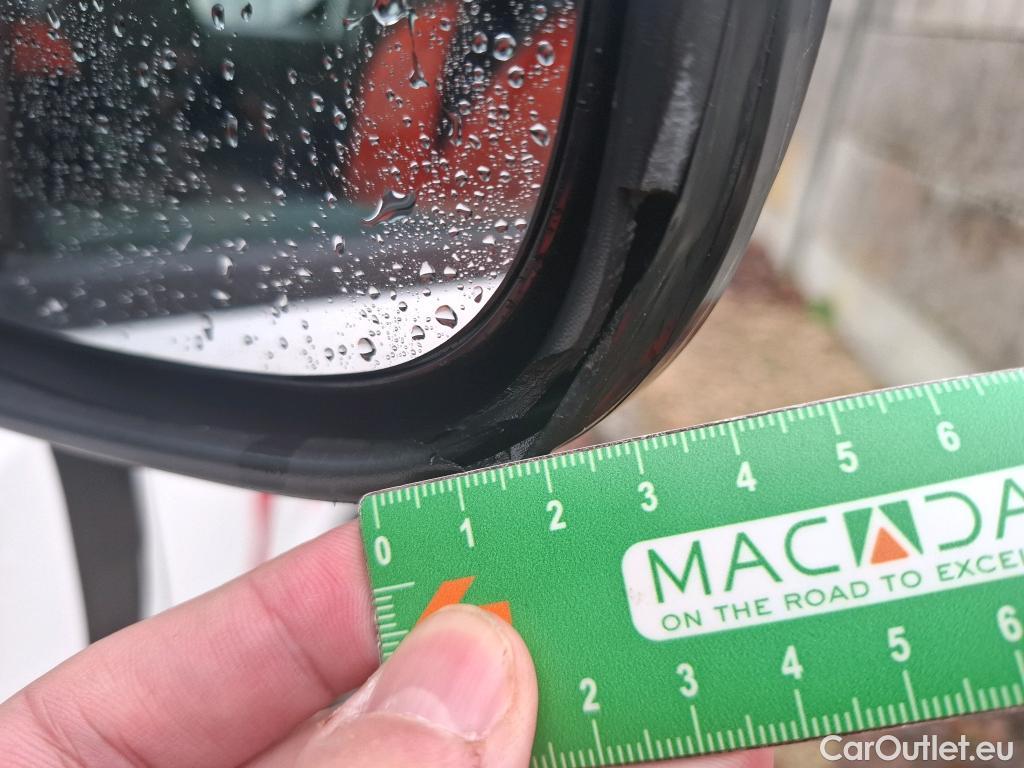 0 1 2 3 4 5 6
MACADA
ON THE ROAD TO EXCEL
2 3 4 5 6
CarOutlet.eu